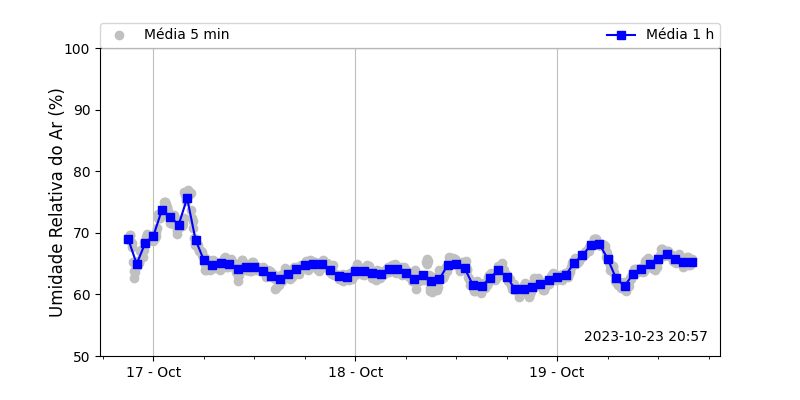 Média 5 min
Média 1 h
100
90
80
70
60
50
Umidade Relativa do Ar (%)
2023-10-23 20:57
17 - Oct
18 - Oct
19 - Oct